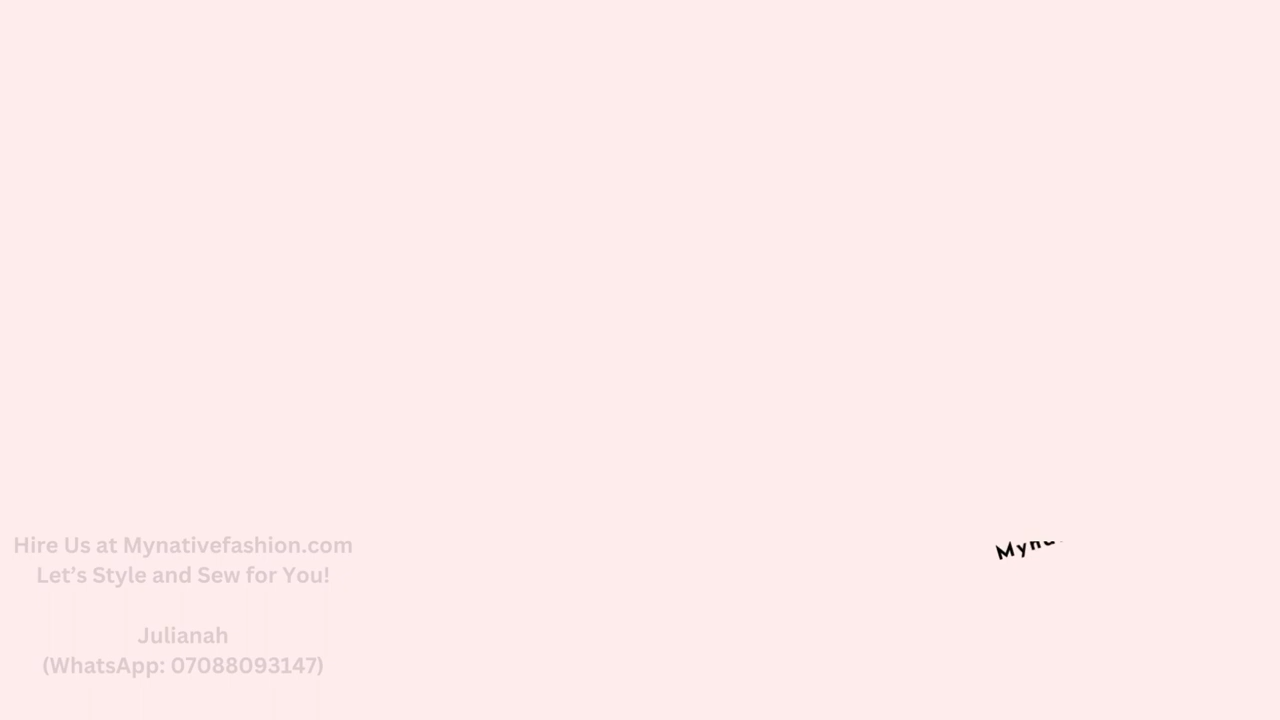 Hire Us at Mynativefashion.com
Let’s Style and Sew for You!
Julianah
(WhatsApp: 07088093147)